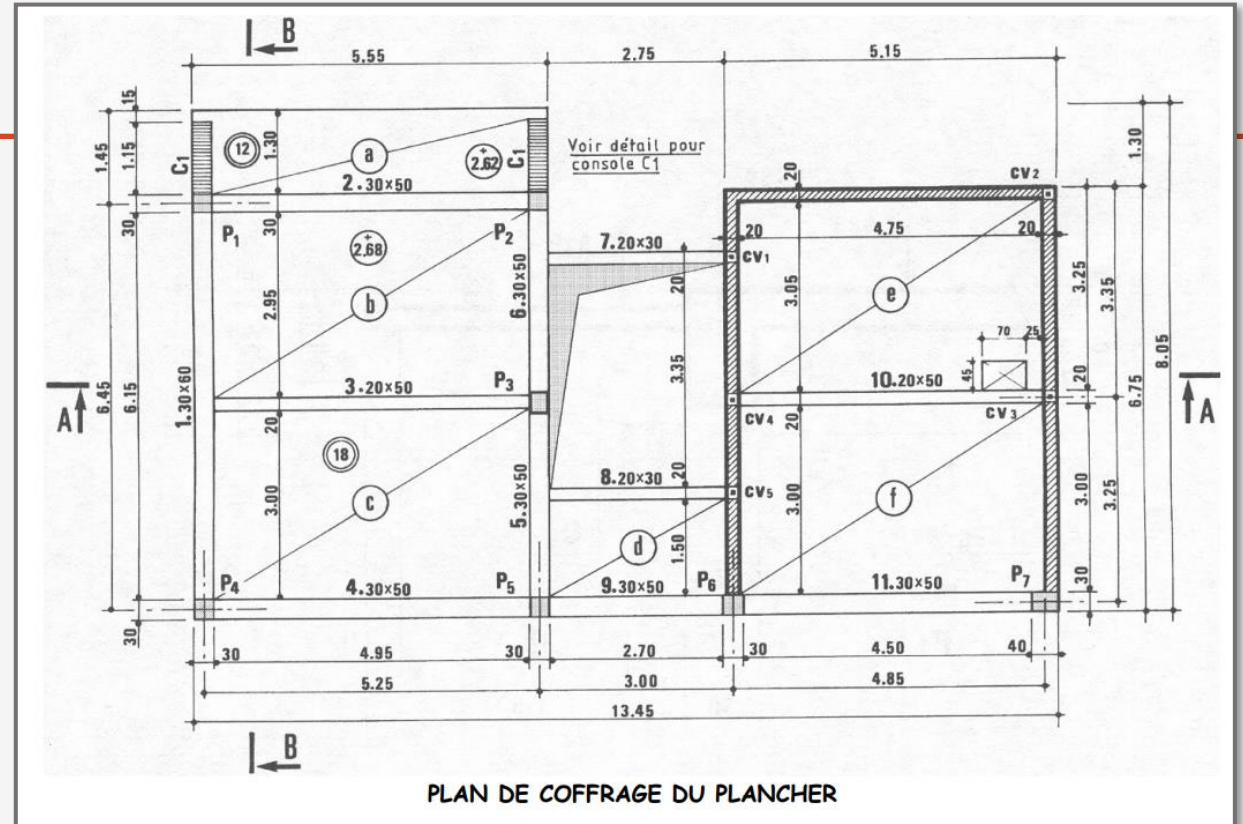 B
5.55 2.75 5.15
15
1.45 1.15 C1 12 1.30 a + 2.62 C1
Voir détail pour
console C1
1.30
2.30×50
20 CV2
30 P1 30 P2
+ 2.68
7.20×30
20 4.75 20
CV1
20
b
6.30×50
2.95
3.05
e
3.25 3.35
6.45 6.15
1.30×60
3.35
70 25
45
8.05
6.75
A
3.20×50 P3
10.20×50
20
A
CV4 CV3
20 20
18
8.20×30 20
CV5
c
3.00
5.30×50
d
1.50
3.00
f
3.00 3.25
P4 4.30×50 P5 9.30×50 P6 11.30×50 P7
30
30
30 4.95 30 2.70 30 4.50 40
5.25 3.00 4.85
13.45
B
PLAN DE COFFRAGE DU PLANCHER